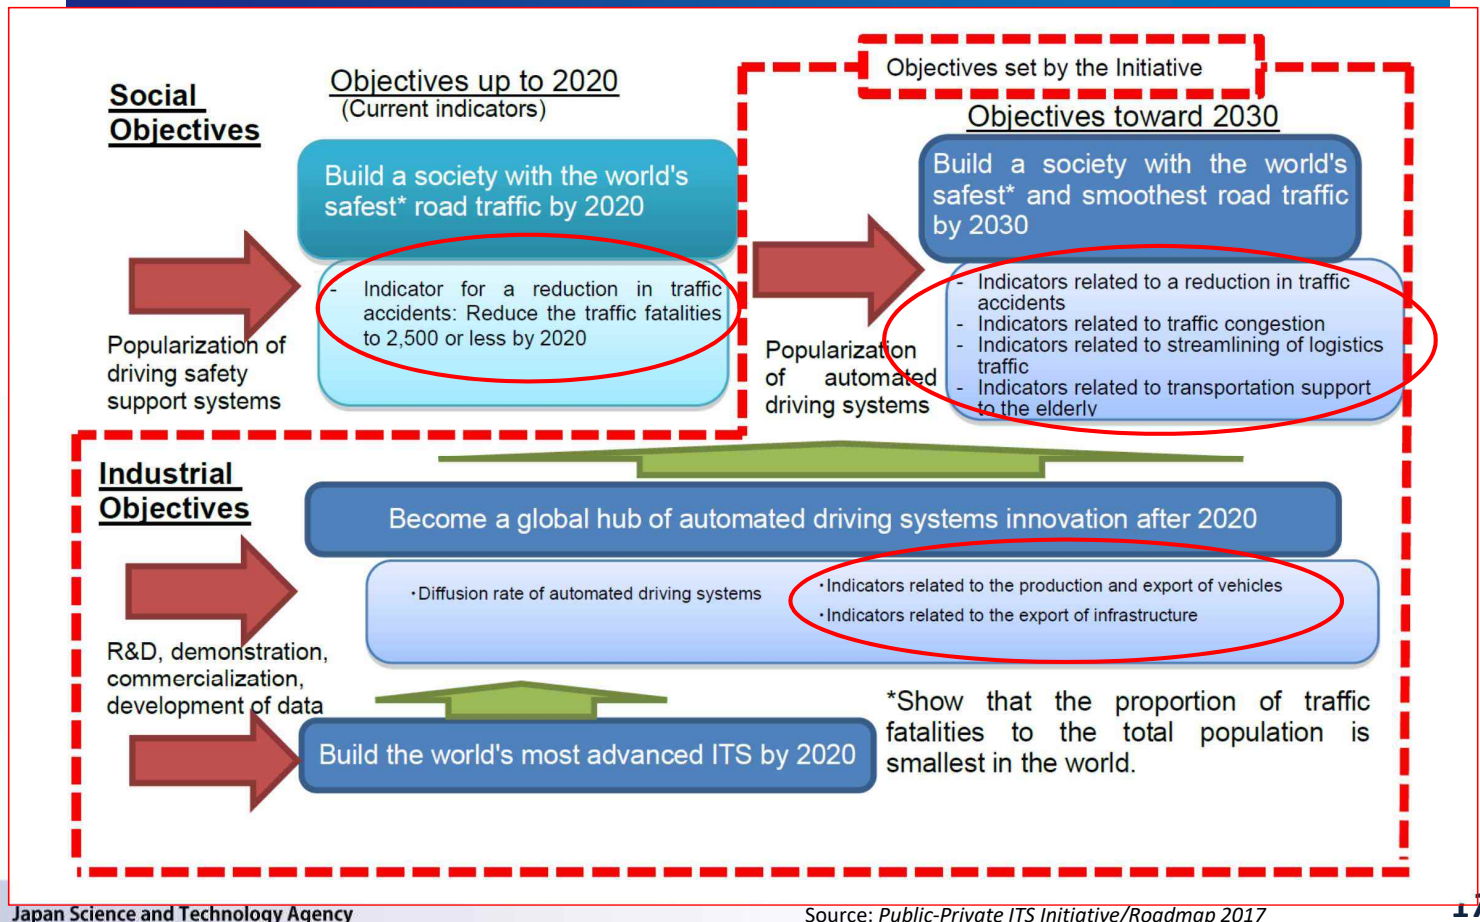 Objectives set by the Initiative
Social
Objectives
Objectives up to 2020
(Current indicators)
Build a society with the world's
safest* road traffic by 2020
- Indicator for a reduction in traffic
accidents: Reduce the traffic fatalities
to 2,500 or less by 2020
Popularization of
driving safety
support systems
Objectives toward 2030
Build a society with the world's
safest* and smoothest road traffic
by 2030
- Indicators related to a reduction in traffic
accidents
- Indicators related to traffic congestion
- Indicators related to streamlining of logistics
traffic
- Indicators related to transportation support
to the elderly
Popularization
of automated
driving systems
Industrial
Objectives
Become a global hub of automated driving systems innovation after 2020
・Diffusion rate of automated driving systems
・Indicators related to the production and export of vehicles
・Indicators related to the export of infrastructure
R&D, demonstration,
commercialization,
development of data
Build the world's most advanced ITS by 2020
*Show that the proportion of traffic
fatalities to the total population is
smallest in the world.
Japan Science and Technology Agency
Source: Public-Private ITS Initiative/Roadmap 2017
17